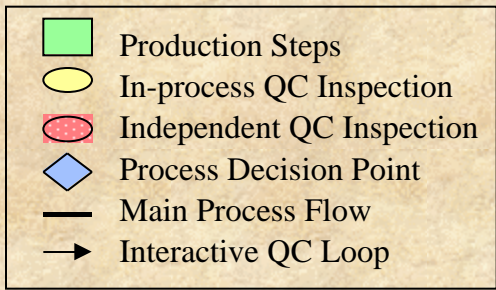 Production Steps
In-process QC Inspection
Independent QC Inspection
Process Decision Point
Main Process Flow
Interactive QC Loop